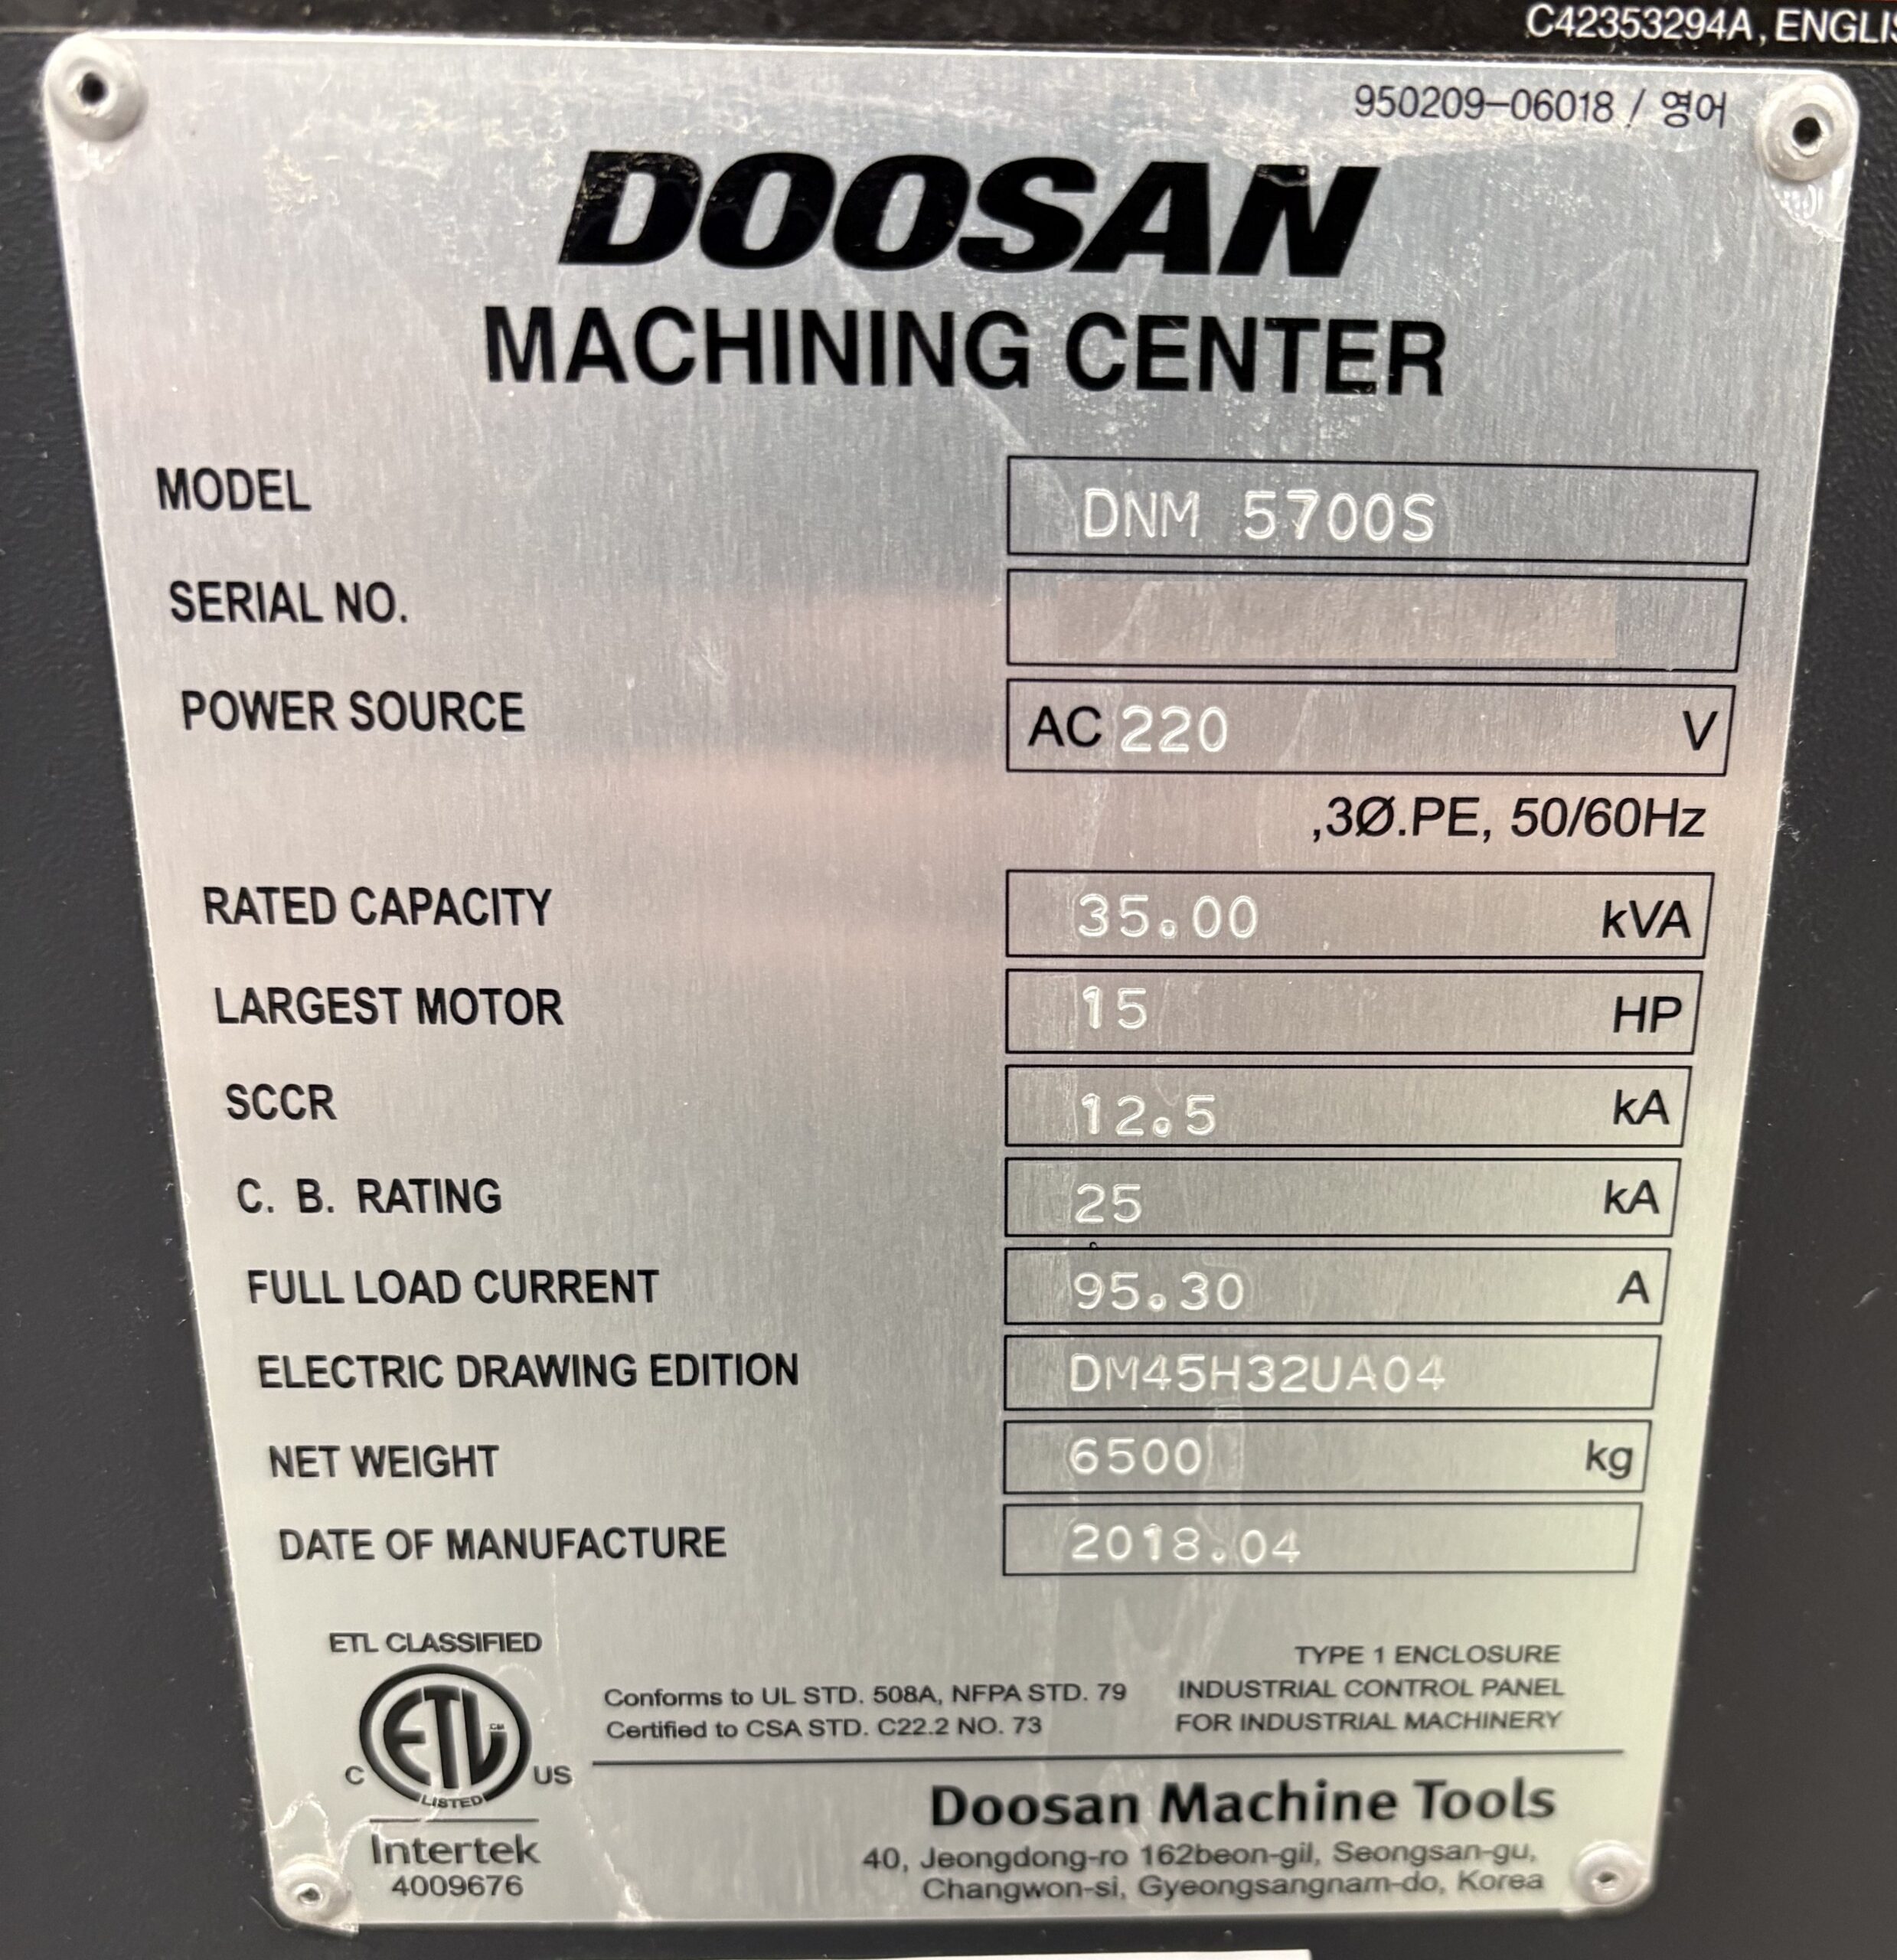 C42353294A, ENGLIS
950209-06018 / 영어
DOOSAN
MACHINING CENTER
MODEL DNM 5700S
SERIAL NO.
POWER SOURCE AC 220 V
,3Ø.PE, 50/60Hz
RATED CAPACITY 35.00 kVA
LARGEST MOTOR 15 HP
SCCR 12.5 kA
C. B. RATING 25 kA
FULL LOAD CURRENT 95.30 A
ELECTRIC DRAWING EDITION DM45H32UA04
NET WEIGHT 6500 kg
DATE OF MANUFACTURE 2018.04
ETL CLASSIFIED
ETL CM
C US
LISTED
Intertek
4009676
Conforms to UL STD. 508A, NFPA STD. 79
Certified to CSA STD. C22.2 NO. 73
TYPE 1 ENCLOSURE
INDUSTRIAL CONTROL PANEL
FOR INDUSTRIAL MACHINERY
Doosan Machine Tools
40, Jeongdong-ro 162beon-gil, Seongsan-gu,
Changwon-si, Gyeongsangnam-do, Korea